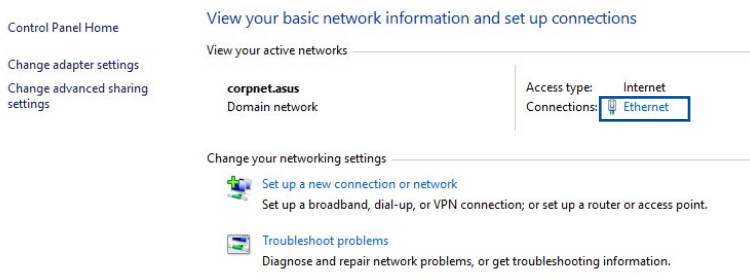 View your basic network information and set up connections
Control Panel Home
Change adapter settings
Change advanced sharing
settings
View your active networks
corpnet.asus
Domain network
Access type: Internet
Connections: Ethernet
Change your networking settings
Set up a new connection or network
Set up a broadband, dial-up, or VPN connection; or set up a router or access point.
Troubleshoot problems
Diagnose and repair network problems, or get troubleshooting information.